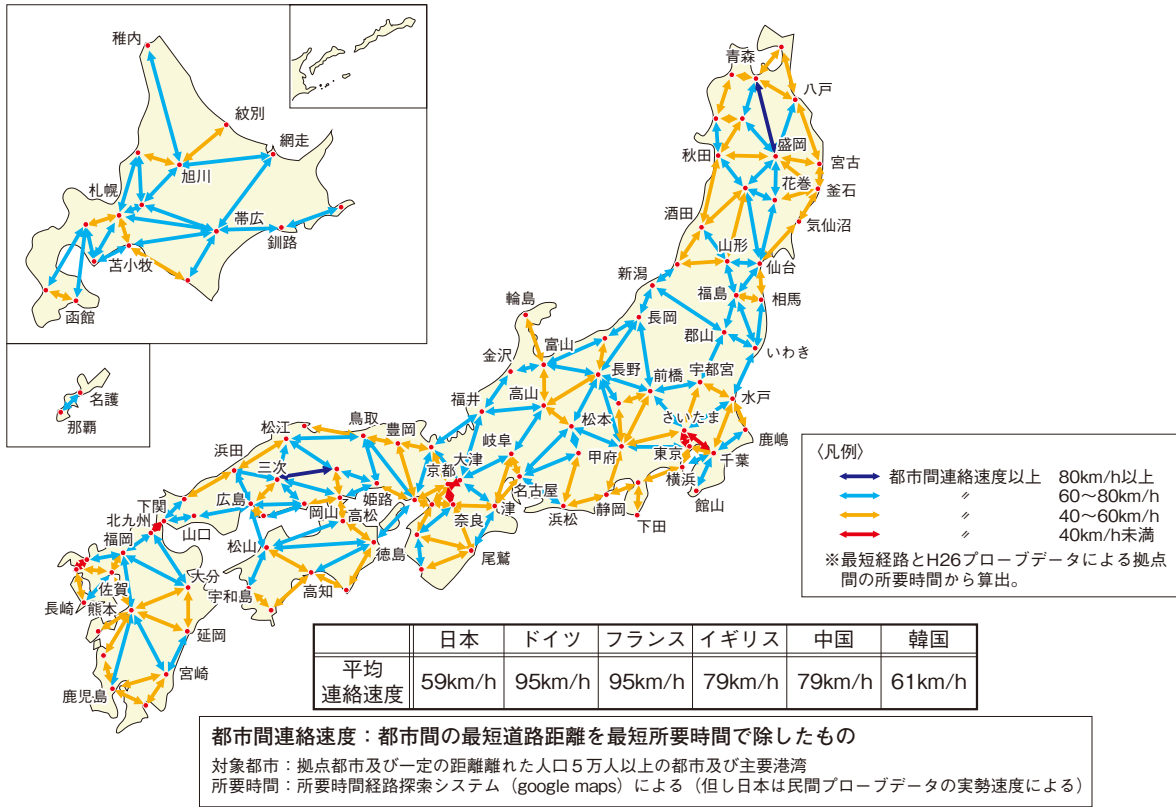 稚内
紋別
網走
旭川
札幌
帯広
釧路
苫小牧
函館
名護
那覇
青森
八戸
盛岡
秋田
宮古
花巻
釜石
酒田
気仙沼
山形
仙台
新潟
福島
相馬
輪島
長岡
郡山
いわき
富山
金沢
長野
前橋
宇都宮
高山
水戸
福井
松本
さいたま
鹿嶋
鳥取
豊岡
岐阜
松江
大津
甲府
東京
千葉
浜田
京都
横浜
三次
名古屋
館山
下関
広島
姫路
静岡
北九州
岡山
奈良
津
浜松
下田
福岡
山口
高松
松山
徳島
尾鷲
大分
佐賀
高知
宇和島
長崎
熊本
延岡
宮崎
鹿児島
〈凡例〉
都市間連絡速度以上 80km/h以上
〃 60〜80km/h
〃 40〜60km/h
〃 40km/h未満
※最短経路とH26プローブデータによる拠点
間の所要時間から算出。
日本 ドイツ フランス イギリス 中国 韓国
平均
連絡速度 59km/h 95km/h 95km/h 79km/h 79km/h 61km/h
都市間連絡速度：都市間の最短道路距離を最短所要時間で除したもの
対象都市：拠点都市及び一定の距離離れた人口５万人以上の都市及び主要港湾
所要時間：所要時間経路探索システム（google maps）による（但し日本は民間プローブデータの実勢速度による）